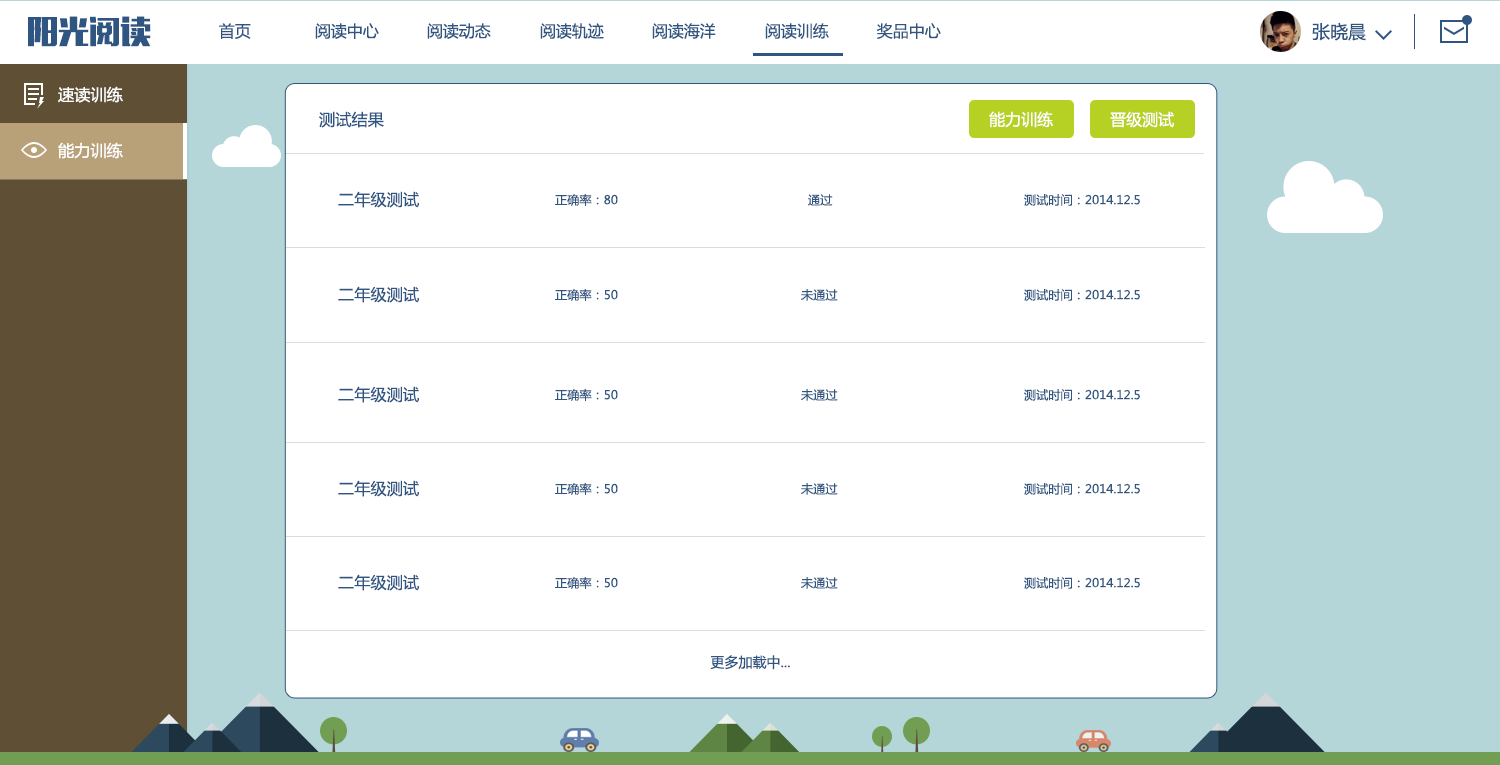 阳光阅读 首页 阅读中心 阅读动态 阅读轨迹 阅读海洋 阅读训练 奖品中心 张晓晨
速读训练
能力训练
测试结果 能力训练 晋级测试
二年级测试 正确率：80 通过 测试时间：2014.12.5
二年级测试 正确率：50 未通过 测试时间：2014.12.5
二年级测试 正确率：50 未通过 测试时间：2014.12.5
二年级测试 正确率：50 未通过 测试时间：2014.12.5
二年级测试 正确率：50 未通过 测试时间：2014.12.5
更多加载中...